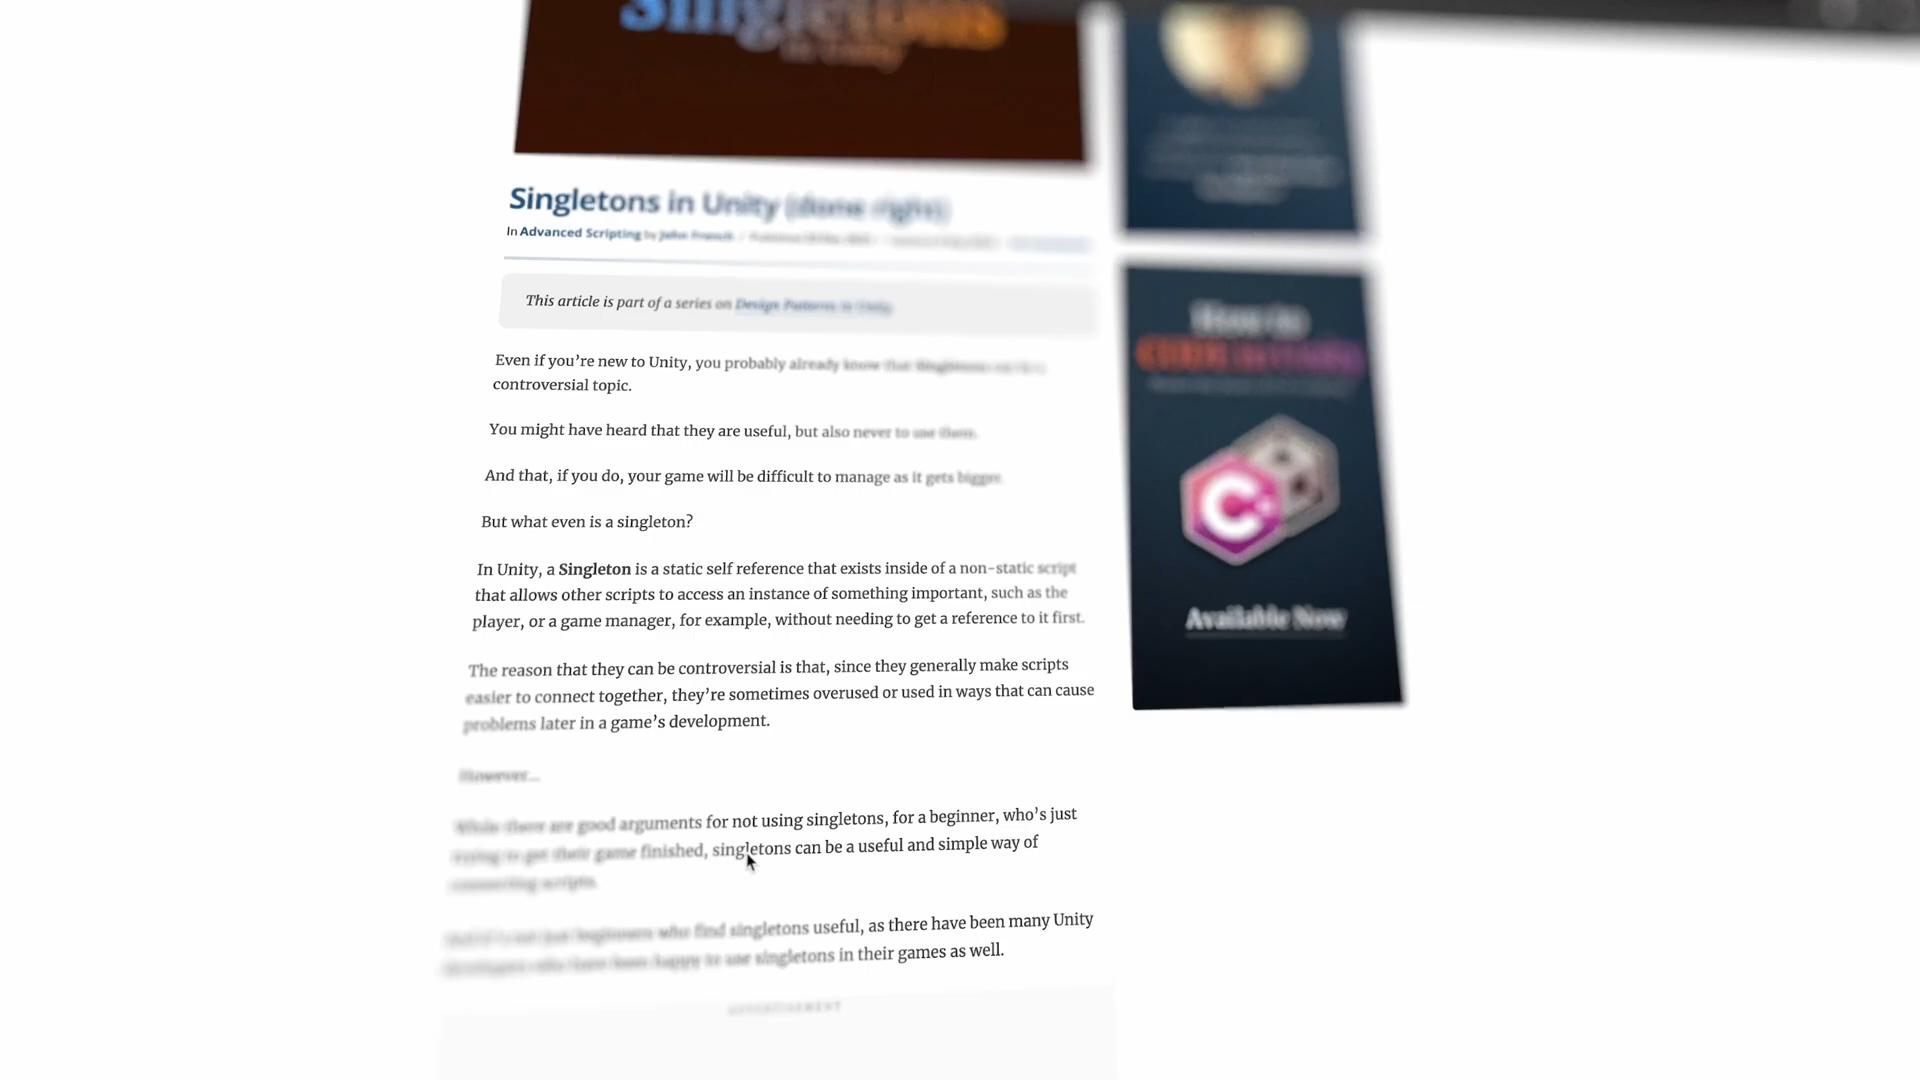 Singletons
in Unity
Singletons in Unity (done right)
In Advanced Scripting by John French
This article is part of a series on Design Patterns in Unity
Even if you’re new to Unity, you probably already know that Singletons
controversial topic.
You might have heard that they are useful, but also never to use them.
And that, if you do, your game will be difficult to manage as it gets bigger.
But what even is a singleton?
In Unity, a Singleton is a static self reference that exists inside of a non-static script
that allows other scripts to access an instance of something important, such as the
player, or a game manager, for example, without needing to get a reference to it first.
The reason that they can be controversial is that, since they generally make scripts
easier to connect together, they’re sometimes overused or used in ways that can cause
problems later in a game’s development.
However...
While there are good arguments for not using singletons, for a beginner, who’s just
trying to get their game finished, singletons can be a useful and simple way of
connecting scripts.
just beginners who find singletons useful, as there have been many Unity
developers who have been happy to use singletons in their games as well.
ADVERTISEMENT
How to
C
Available Now